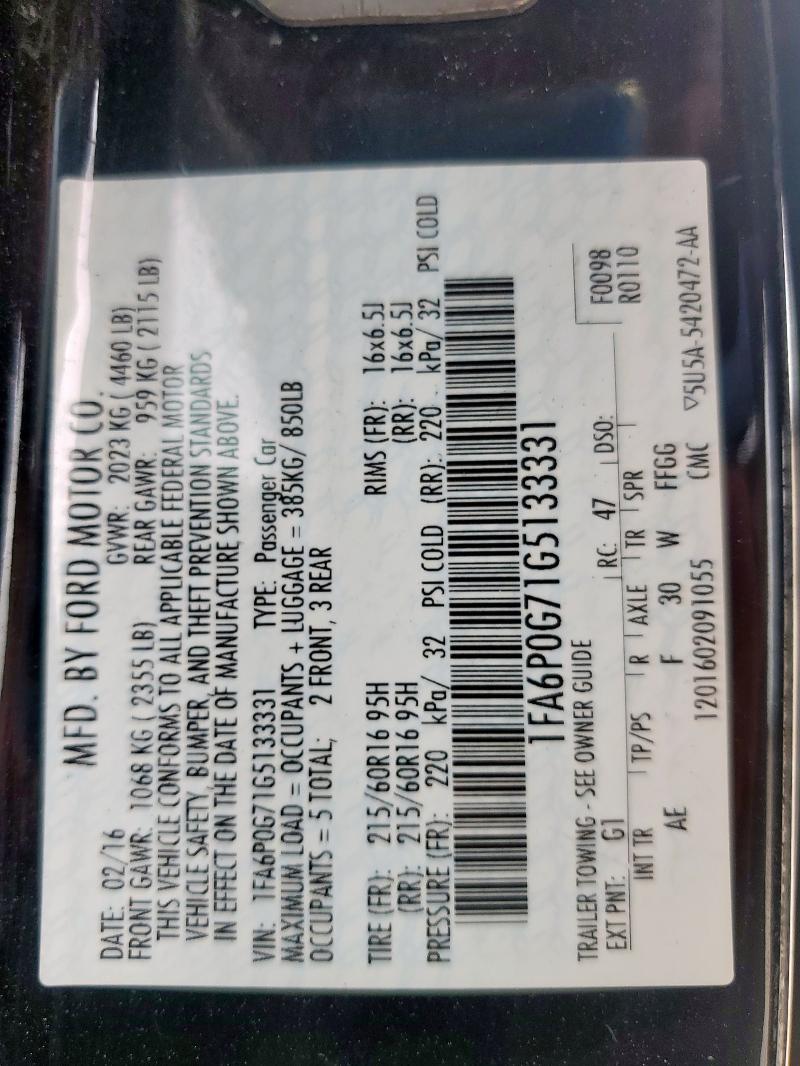 MFD. BY FORD MOTOR CO.
DATE: 02/16 GVWR: 2023 KG ( 4460 LB)
FRONT GAWR: 1068 KG ( 2355 LB) REAR GAWR: 959 KG ( 2115 LB)
THIS VEHICLE CONFORMS TO ALL APPLICABLE FEDERAL MOTOR
VEHICLE SAFETY, BUMPER, AND THEFT PREVENTION STANDARDS
IN EFFECT ON THE DATE OF MANUFACTURE SHOWN ABOVE.
VIN: 1FA6P0G71G5133331 TYPE: Passenger Car
MAXIMUM LOAD = OCCUPANTS + LUGGAGE = 385KG/ 850LB
OCCUPANTS = 5 TOTAL; 2 FRONT, 3 REAR
TIRE (FR): 215/60R16 95H RIMS (FR): 16x6.5J
(RR): 215/60R16 95H (RR): 16x6.5J
PRESSURE (FR): 220 kPa/ 32 PSI COLD (RR): 220 kPa/ 32 PSI COLD
1FA6P0G71G5133331
TRAILER TOWING - SEE OWNER GUIDE
F0098
EXT PNT: G1 RC: 47 DSO: R0110
INT TR TP/PS R AXLE TR SPR
AE F 30 W FFGG
1201602091055 CMC ▽5U5A-5420472-AA